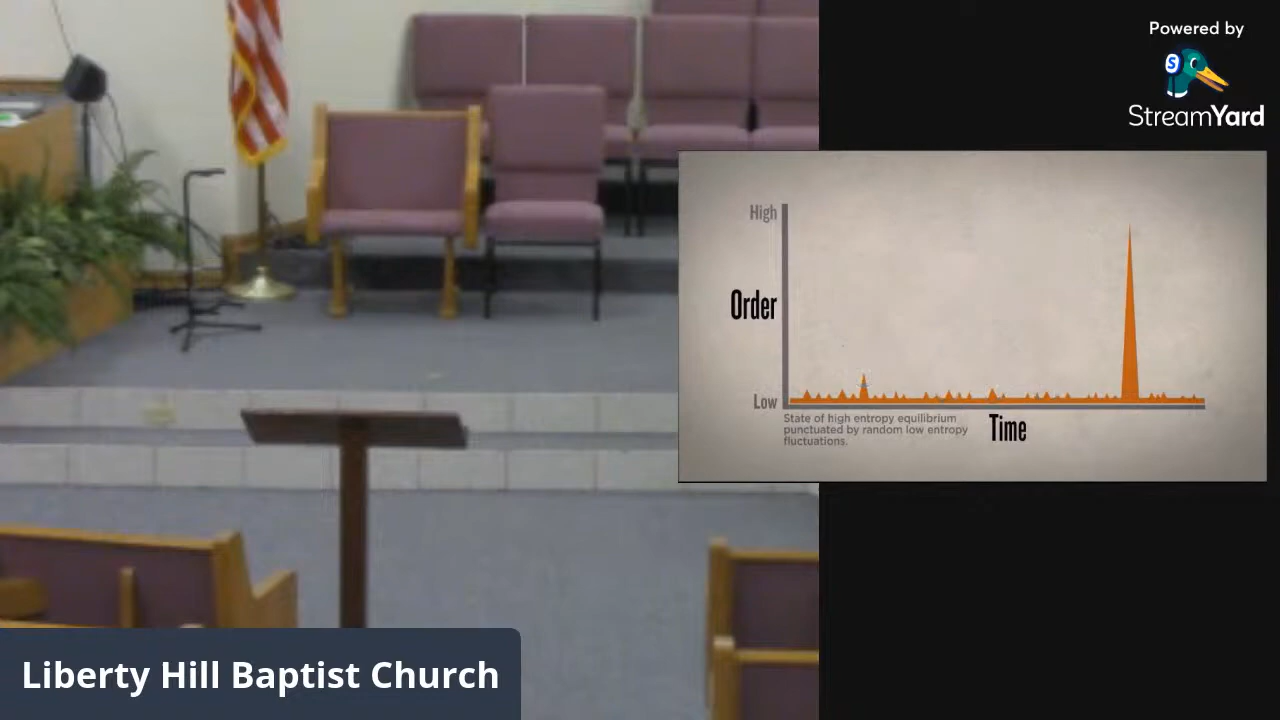 Powered by
StreamYard
High
Order
Low
State of high entropy equilibrium
punctuated by random low entropy
fluctuations.
Time
Liberty Hill Baptist Church